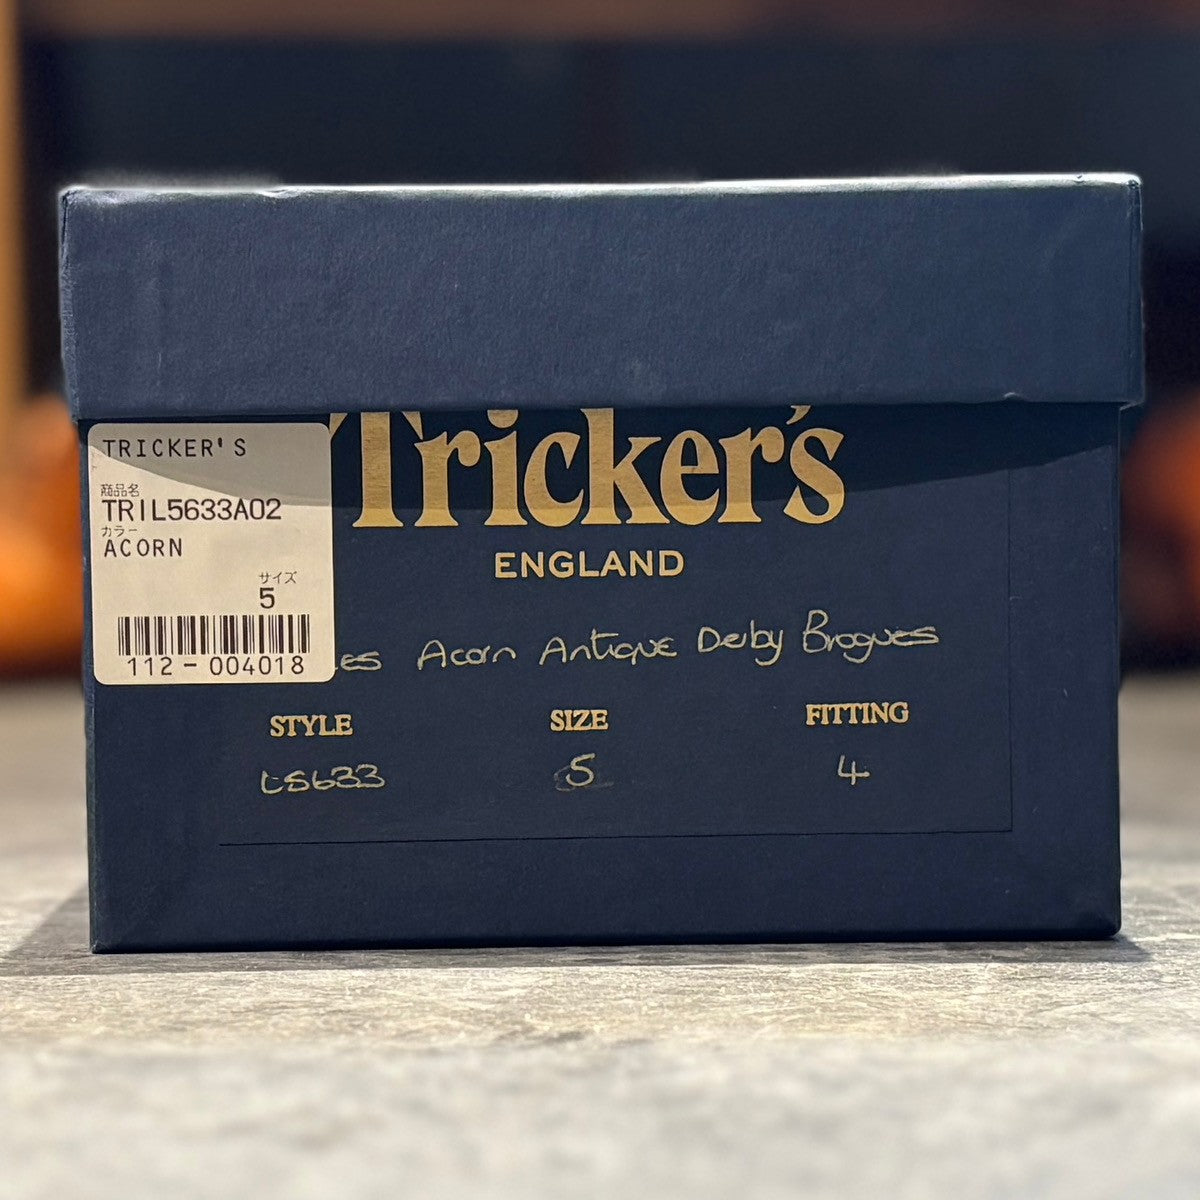 TRICKER'S
商品名
TRIL5633A02
カラー
ACORN
サイズ
5
112-004018
Tricker's
ENGLAND
Acorn Antique Derby Brogues
STYLE SIZE FITTING
L5633 5 4